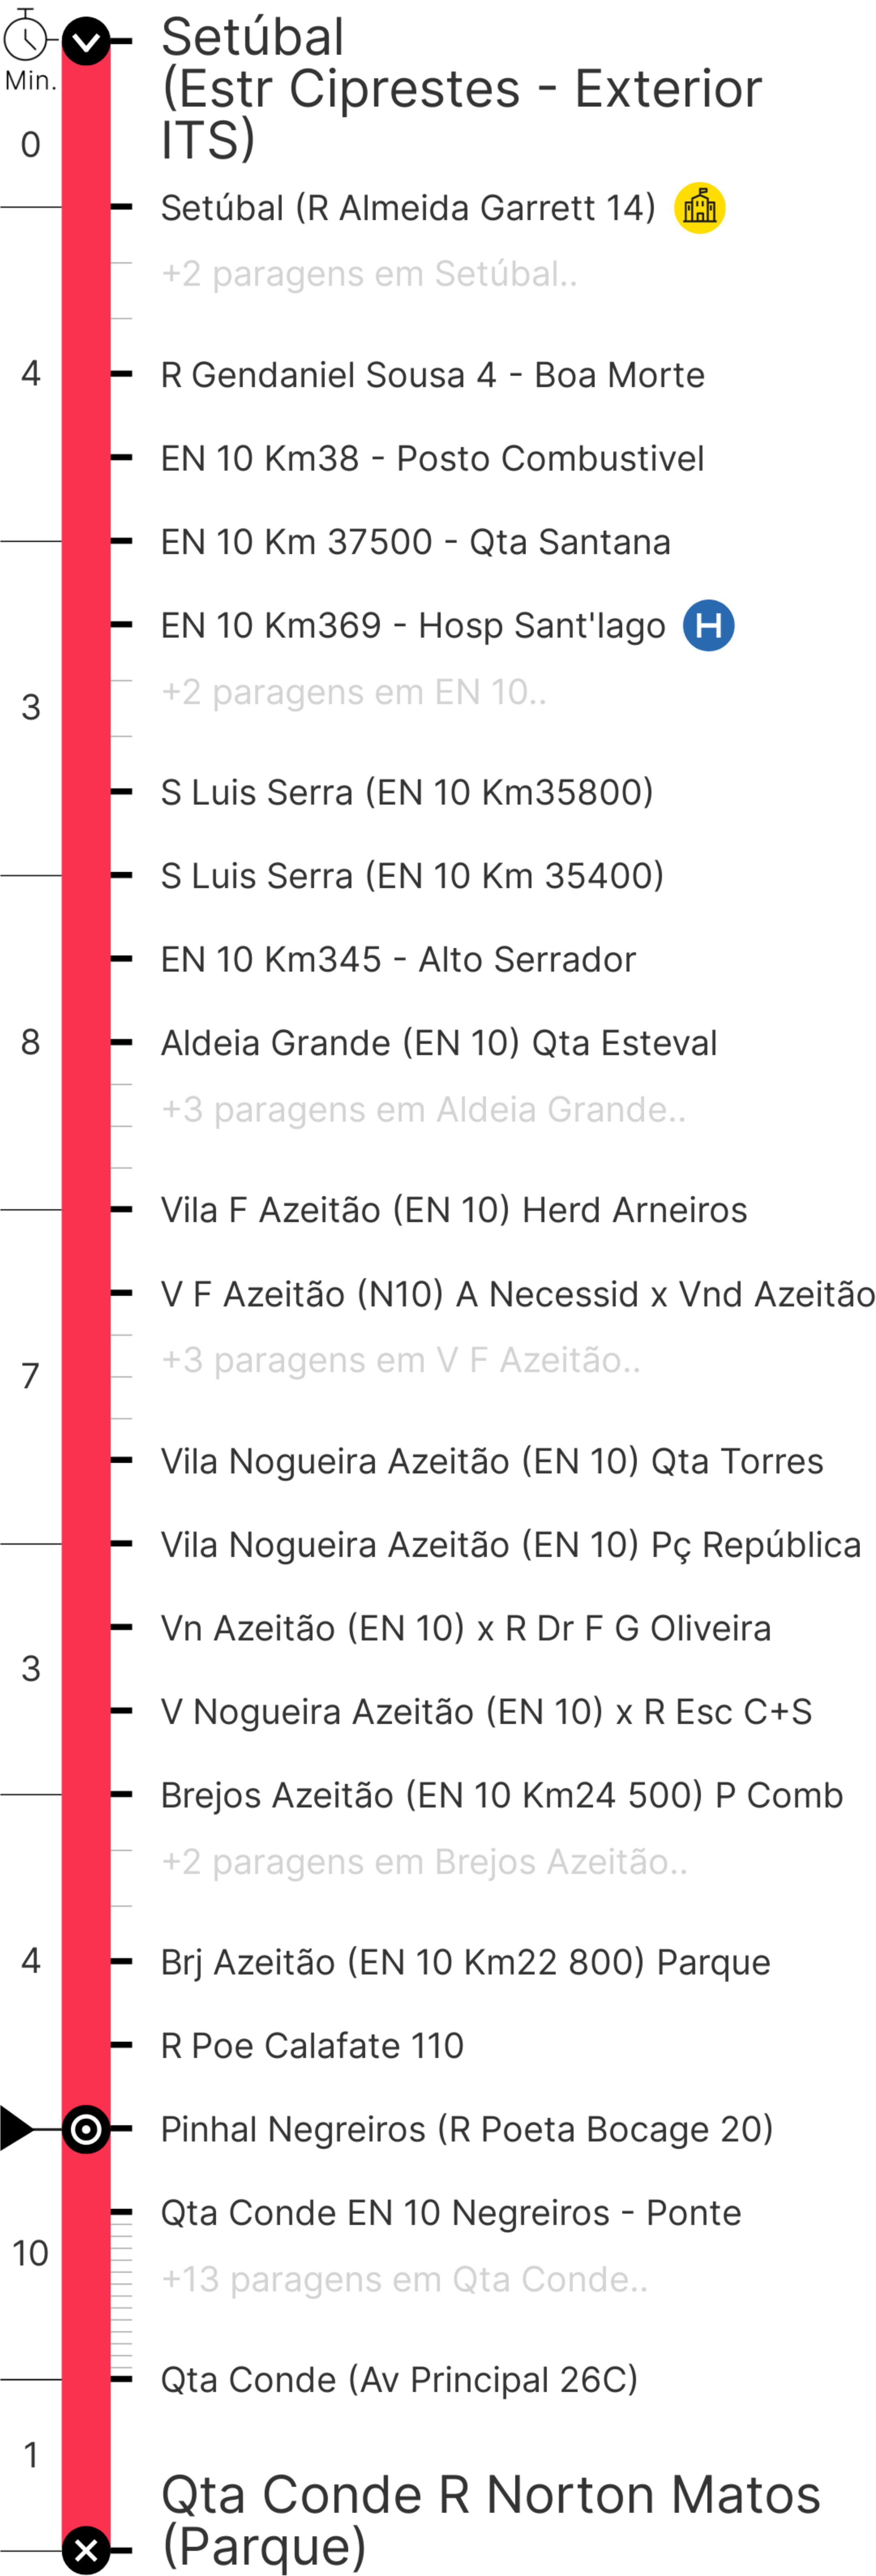 Setúbal
(Estr Ciprestes - Exterior
ITS)
Min.
0
Setúbal (R Almeida Garrett 14)
+2 paragens em Setúbal..
4
R Gendaniel Sousa 4 - Boa Morte
EN 10 Km38 - Posto Combustivel
EN 10 Km 37500 - Qta Santana
EN 10 Km369 - Hosp Sant'Iago H
+2 paragens em EN 10..
3
S Luis Serra (EN 10 Km35800)
S Luis Serra (EN 10 Km 35400)
EN 10 Km345 - Alto Serrador
8
Aldeia Grande (EN 10) Qta Esteval
+3 paragens em Aldeia Grande..
Vila F Azeitão (EN 10) Herd Arneiros
V F Azeitão (N10) A Necessid x Vnd Azeitão
+3 paragens em V F Azeitão..
7
Vila Nogueira Azeitão (EN 10) Qta Torres
Vila Nogueira Azeitão (EN 10) Pç República
Vn Azeitão (EN 10) x R Dr F G Oliveira
3
V Nogueira Azeitão (EN 10) x R Esc C+S
Brejos Azeitão (EN 10 Km24 500) P Comb
+2 paragens em Brejos Azeitão..
4
Brj Azeitão (EN 10 Km22 800) Parque
R Poe Calafate 110
Pinhal Negreiros (R Poeta Bocage 20)
Qta Conde EN 10 Negreiros - Ponte
10
+13 paragens em Qta Conde..
Qta Conde (Av Principal 26C)
1
Qta Conde R Norton Matos
(Parque)